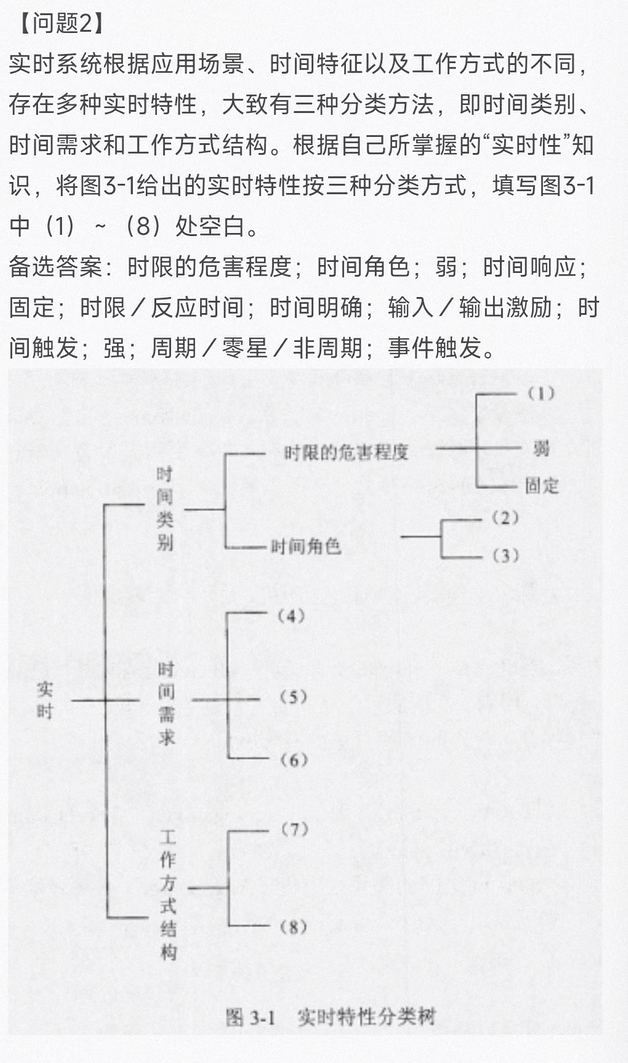 【问题2】
实时系统根据应用场景、时间特征以及工作方式的不同，
存在多种实时特性，大致有三种分类方法，即时间类别、
时间需求和工作方式结构。根据自己所掌握的“实时性”知
识，将图3-1给出的实时特性按三种分类方式，填写图3-1
中（1）~（8）处空白。
备选答案：时限的危害程度；时间角色；弱；时间响应；
固定；时限／反应时间；时间明确；输入／输出激励；时
间触发；强；周期／零星／非周期；事件触发。
（1）
时限的危害程度
弱
时间类别
固定
（2）
时间角色
（3）
（4）
实时
时间需求
（5）
（6）
（7）
工作方式结构
（8）
图 3-1 实时特性分类树